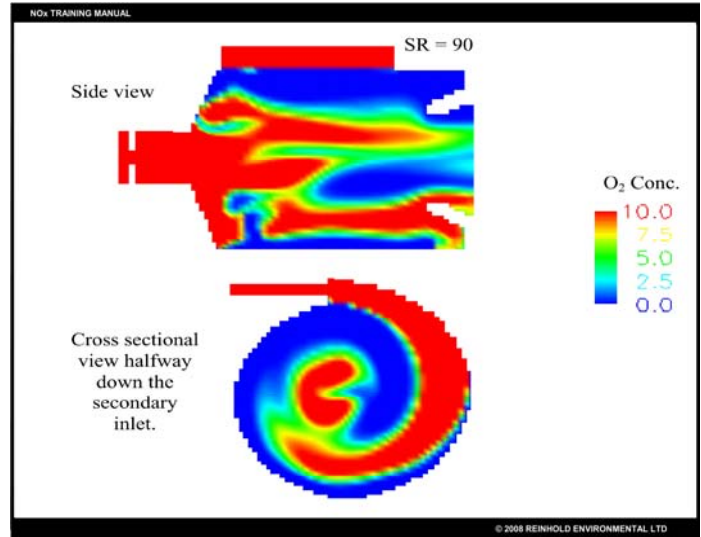 NOx TRAINING MANUAL
SR = 90
Side view
O₂ Conc.
10.0
7.5
5.0
2.5
0.0
Cross sectional
view halfway
down the
secondary
inlet.
© 2008 REINHOLD ENVIRONMENTAL LTD